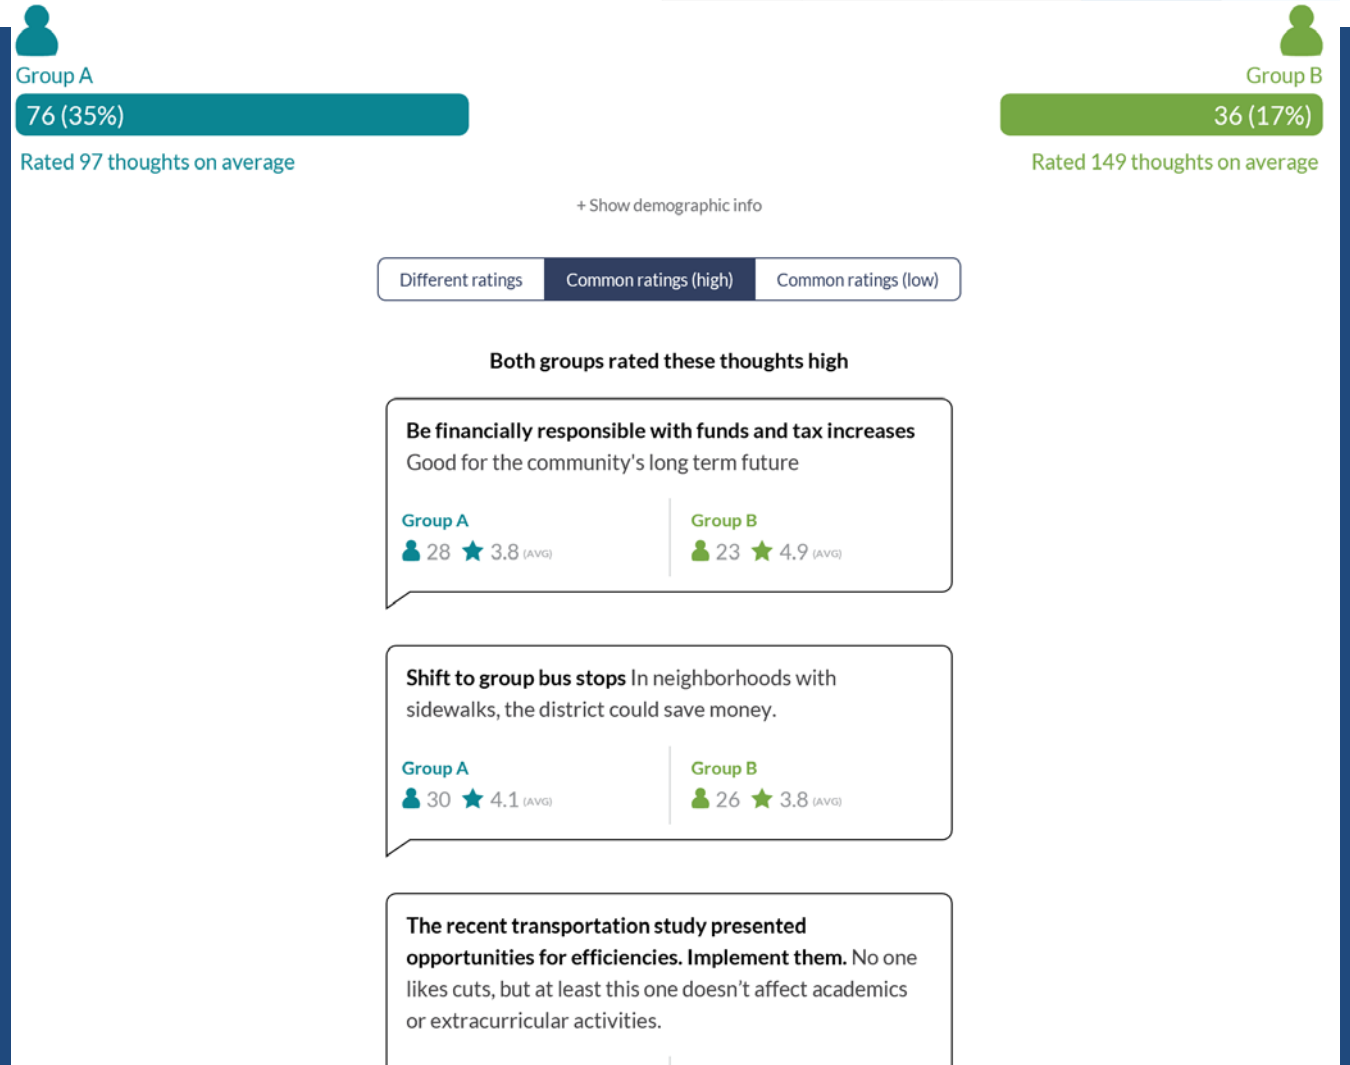 Group A
Group B
76 (35%)
36 (17%)
Rated 97 thoughts on average
Rated 149 thoughts on average
+ Show demographic info
Different ratings
Common ratings (high)
Common ratings (low)
Both groups rated these thoughts high
Be financially responsible with funds and tax increases
Good for the community's long term future
Group A
28 3.8 (AVG)
Group B
23 4.9 (AVG)
Shift to group bus stops In neighborhoods with
sidewalks, the district could save money.
Group A
30 4.1 (AVG)
Group B
26 3.8 (AVG)
The recent transportation study presented
opportunities for efficiencies. Implement them. No one
likes cuts, but at least this one doesn’t affect academics
or extracurricular activities.